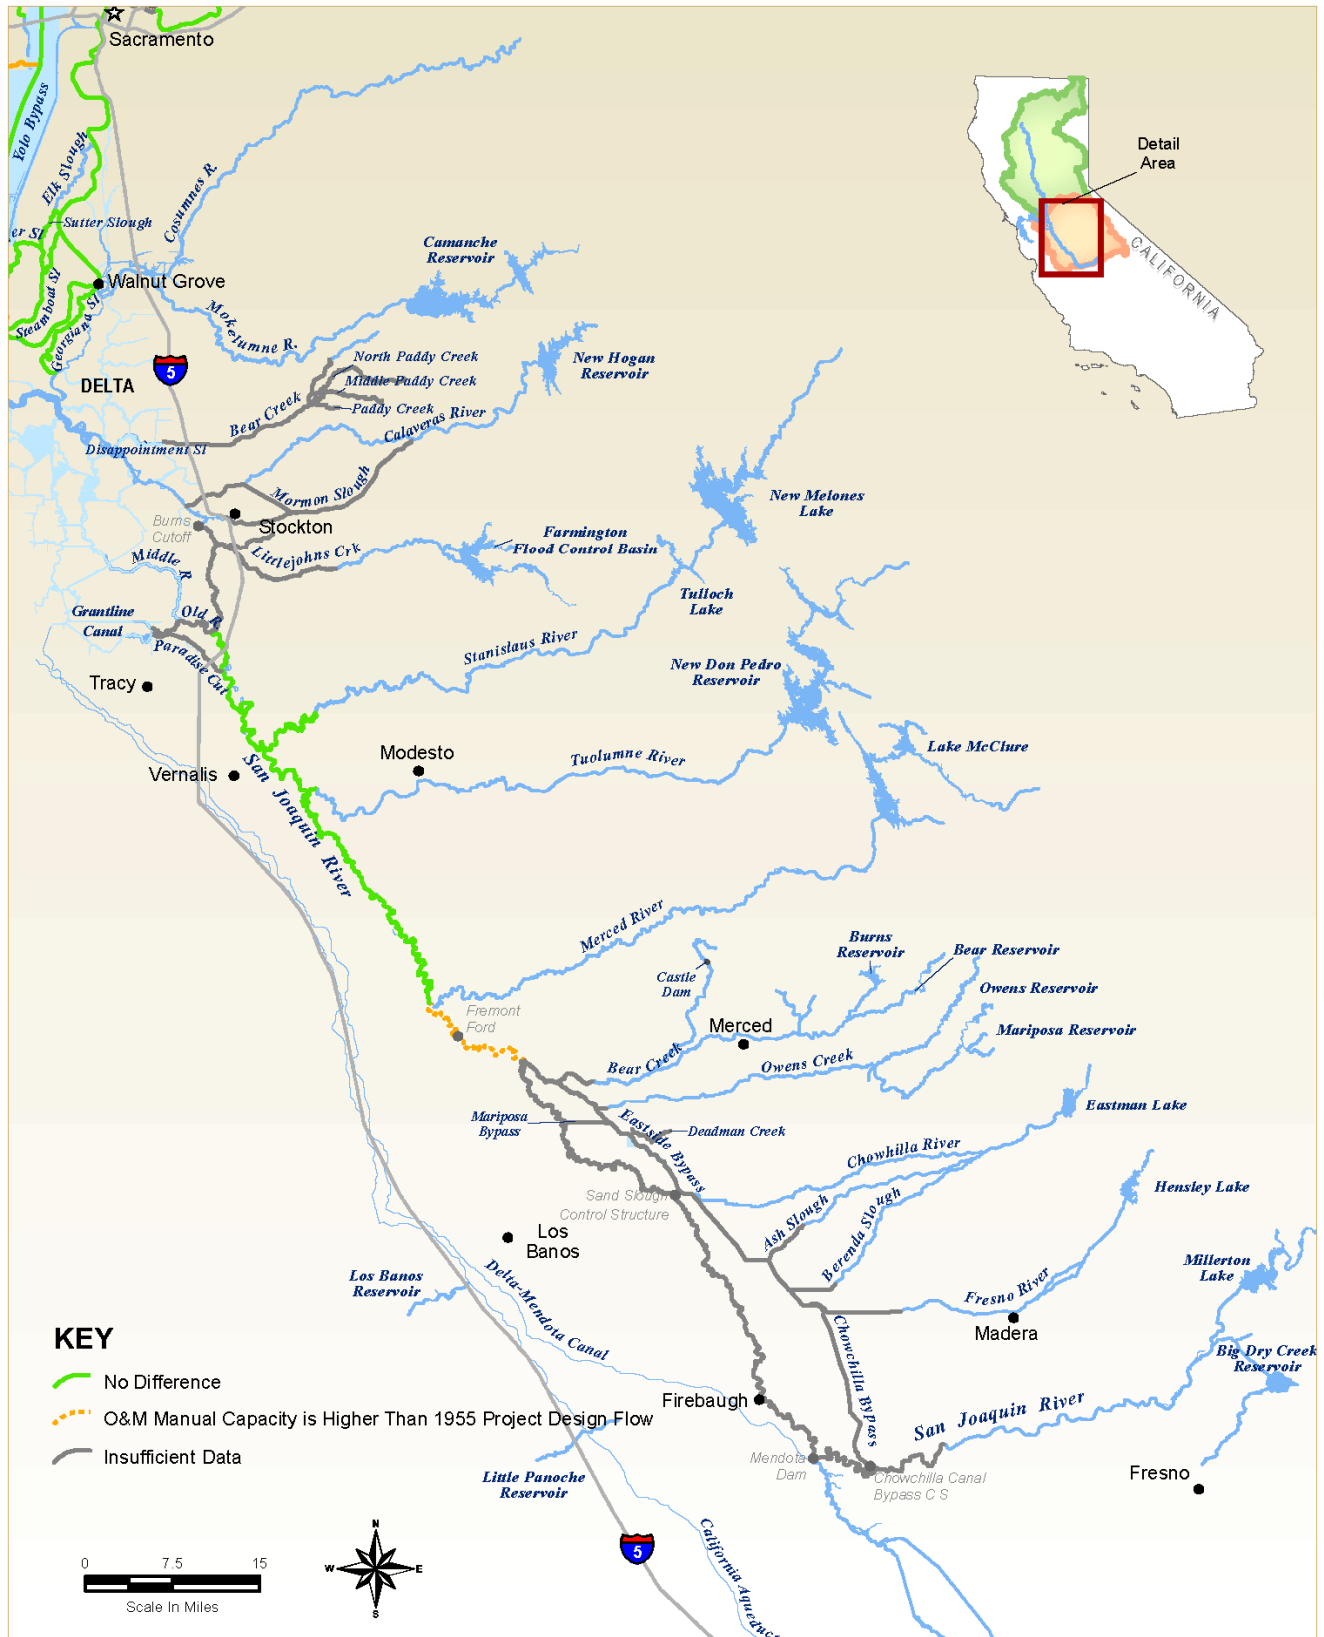 Sacramento
Yolo Bypass
Elk Slough
Cosumnes R.
Detail
Area
CALIFORNIA
Sutter Slough
er Sl
Camanche
Reservoir
Walnut Grove
Steamboat Sl
Georgiana Sl
Mokelumne R.
5
North Paddy Creek
New Hogan
Reservoir
DELTA
Middle Paddy Creek
Paddy Creek
Bear Creek
Calaveras River
Disappointment Sl
Mormon Slough
New Melones
Lake
Burns
Cutoff
Stockton
Farmington
Flood Control Basin
Littlejohns Crk
Middle R
Tulloch
Lake
Grantline
Canal
Old R.
Stanislaus River
Paradise Cut
New Don Pedro
Reservoir
Tracy
Lake McClure
Modesto
Tuolumne River
Vernalis
San Joaquin River
Merced River
Burns
Reservoir
Bear Reservoir
Castle
Dam
Owens Reservoir
Fremont
Ford
Merced
Mariposa Reservoir
Bear Creek
Owens Creek
Eastman Lake
Mariposa
Bypass
Eastside Bypass
Deadman Creek
Chowhilla River
Hensley Lake
Sand Slough
Control Structure
Ash Slough
Berenda Slough
Los
Banos
Millerton
Lake
Los Banos
Reservoir
Delta-Mendota Canal
Fresno River
Madera
KEY
Chowchilla Bypass
Big Dry Creek
Reservoir
No Difference
Firebaugh
San Joaquin River
O&M Manual Capacity is Higher Than 1955 Project Design Flow
Insufficient Data
Mendota
Dam
Chowchilla Canal
Bypass C S
Fresno
Little Panoche
Reservoir
California Aqueduct
5
N
W
E
S
0 7.5 15
Scale In Miles